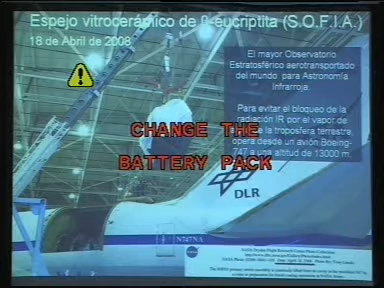 Espejo vitrocerámico de β-eucriptita (S.O.F.I.A.)
18 de Abril de 2008
El mayor Observatorio
Estratosférico aerotransportado
del mundo para Astronomía
Infrarroja.
Para evitar el bloqueo de la
radiación IR por el vapor de
de la troposfera terrestre,
opera desde un avión Boeing-
747 a una altitud de 13000 m.
CHANGE THE
BATTERY PACK
DLR
N747NA
NASA